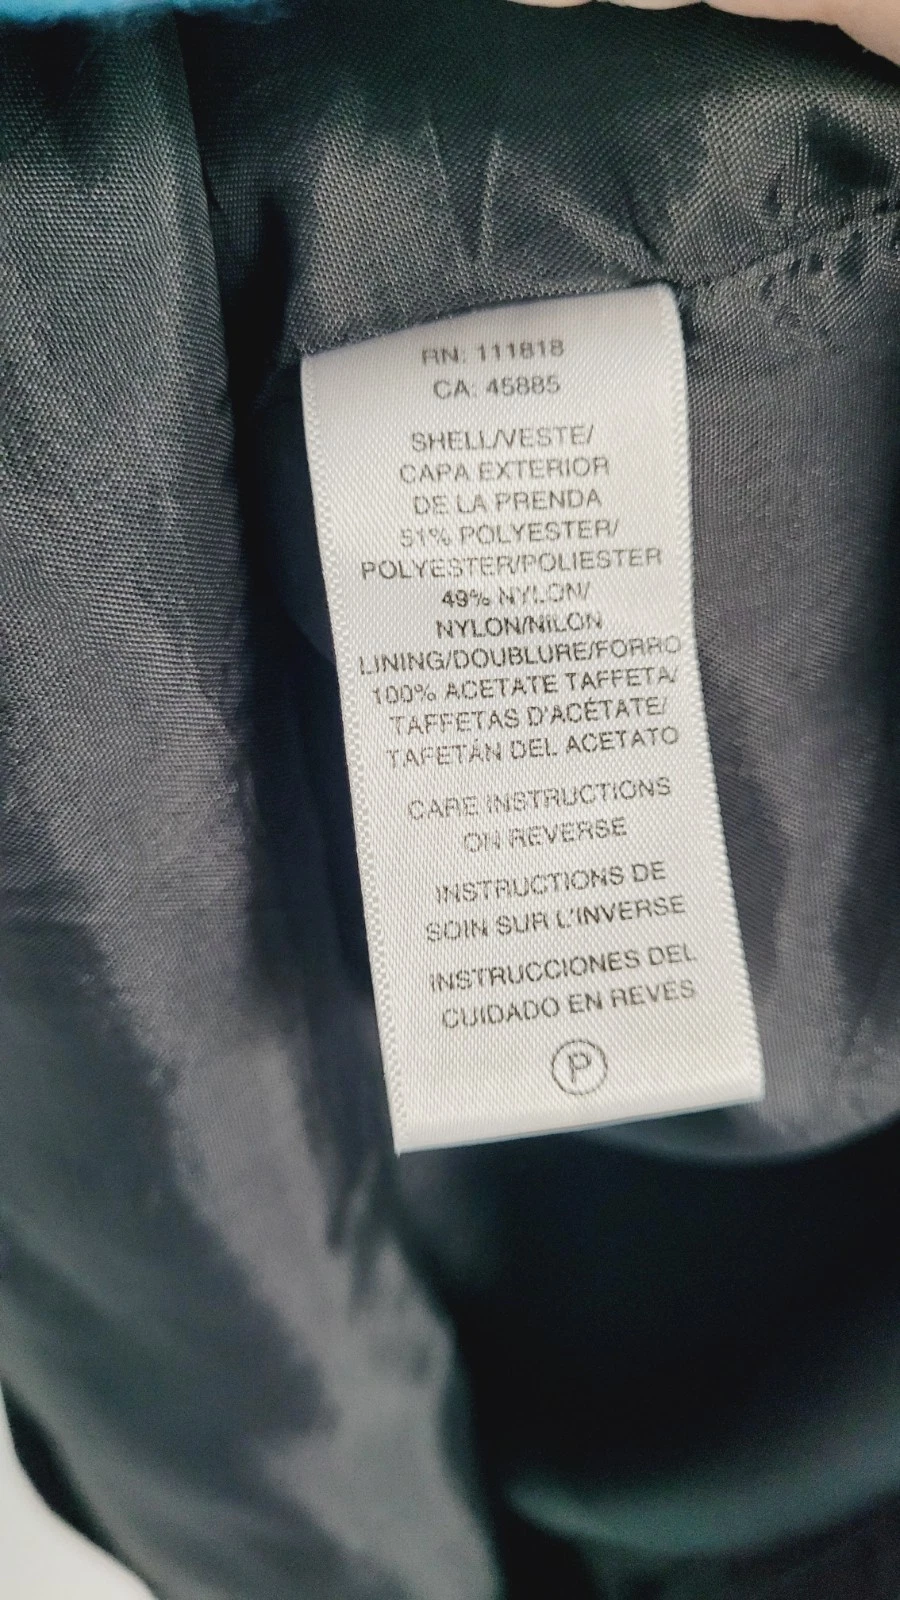 RN: 111818
CA: 45885
SHELL/VESTE/
CAPA EXTERIOR
DE LA PRENDA
51% POLYESTER/
POLYESTER/POLIESTER
49% NYLON/
NYLON/NILON
LINING/DOUBLURE/FORRO
100% ACETATE TAFFETA/
TAFFETAS D'ACÉTATE/
TAFETÁN DEL ACETATO
CARE INSTRUCTIONS
ON REVERSE
INSTRUCTIONS DE
SOIN SUR L'INVERSE
INSTRUCCIONES DEL
CUIDADO EN REVES
P